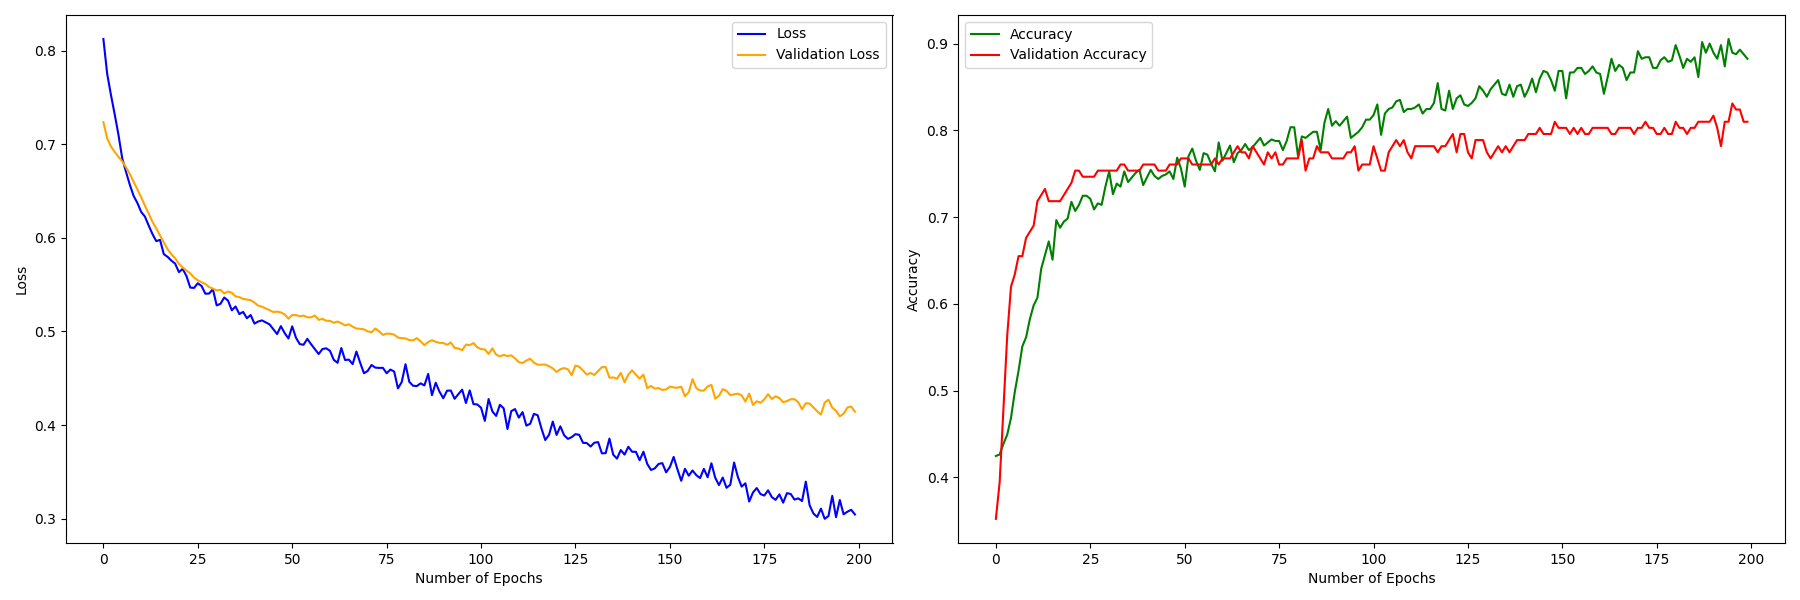 Loss
Validation Loss
0.8
0.7
0.6
0.5
0.4
0.3
Loss
0 25 50 75 100 125 150 175 200
Number of Epochs
Accuracy
Validation Accuracy
0.9
0.8
0.7
0.6
0.5
0.4
Accuracy
0 25 50 75 100 125 150 175 200
Number of Epochs